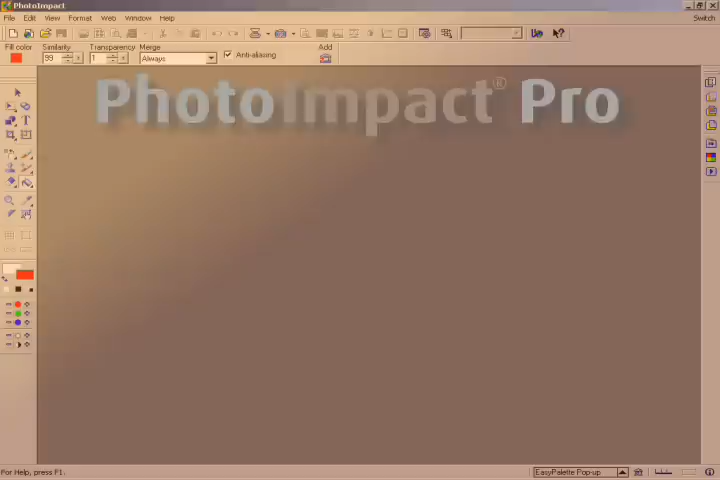 PhotoImpact
File Edit View Format Web Window Help Switch
Fill color Similarity Transparency Merge Add
99 1 Always Anti-aliasing
PhotoImpact® Pro
For Help, press F1. EasyPalette Pop-up